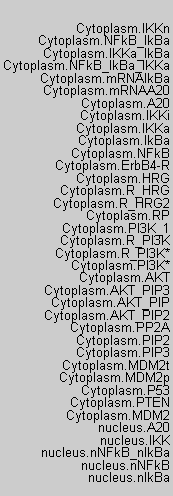 Cytoplasm.IKKn
Cytoplasm.NFkB_IkBa
Cytoplasm.IKKa_IkBa
Cytoplasm.NFkB_IkBa_IKKa
Cytoplasm.mRNAIkBa
Cytoplasm.mRNAA20
Cytoplasm.A20
Cytoplasm.IKKi
Cytoplasm.IKKa
Cytoplasm.IkBa
Cytoplasm.NFkB
Cytoplasm.ErbB4-R
Cytoplasm.HRG
Cytoplasm.R_HRG
Cytoplasm.R_HRG2
Cytoplasm.RP
Cytoplasm.PI3K_1
Cytoplasm.R_PI3K
Cytoplasm.R_PI3K*
Cytoplasm.PI3K*
Cytoplasm.AKT
Cytoplasm.AKT_PIP3
Cytoplasm.AKT_PIP
Cytoplasm.AKT_PIP2
Cytoplasm.PP2A
Cytoplasm.PIP2
Cytoplasm.PIP3
Cytoplasm.MDM2t
Cytoplasm.MDM2p
Cytoplasm.P53
Cytoplasm.PTEN
Cytoplasm.MDM2
nucleus.A20
nucleus.IKK
nucleus.nNFkB_nIkBa
nucleus.nNFkB
nucleus.nIkBa